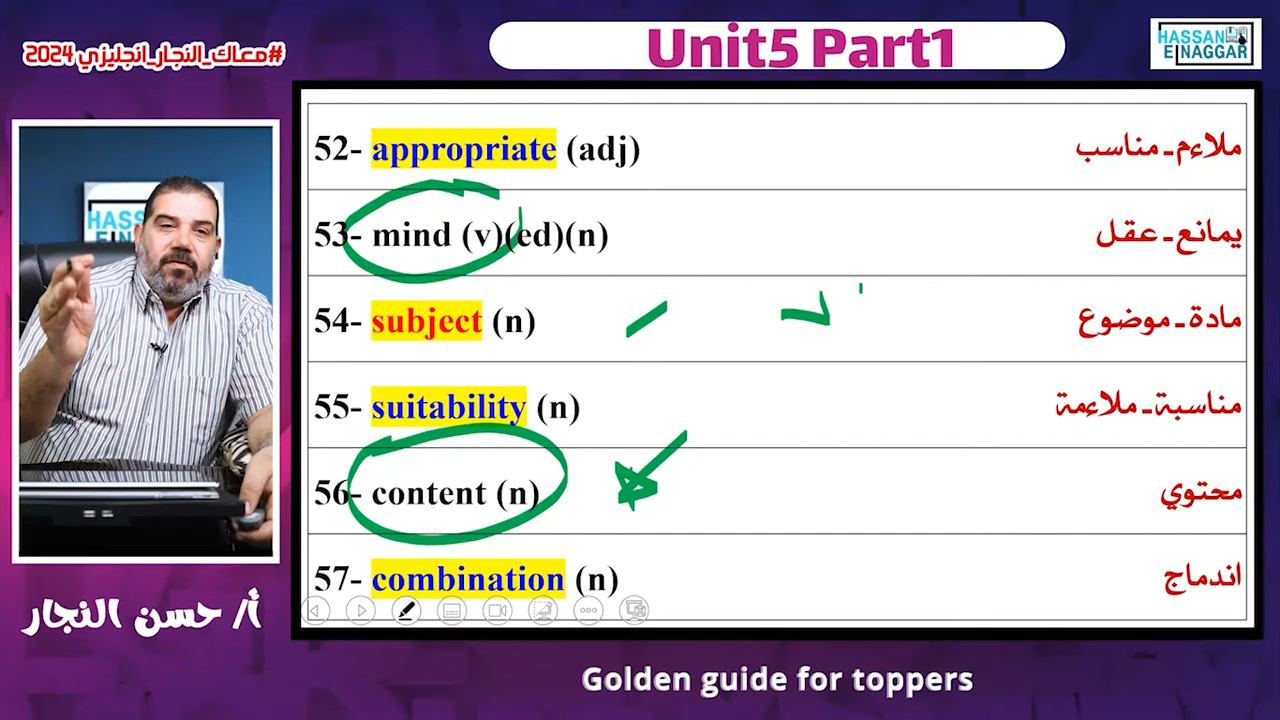 #معاك_النجار_انجليزي 2024
Unit5 Part1
HASSAN
ElNAGGAR
52- appropriate (adj) ملاءم - مناسب
53- mind (v)(ed)(n) يمانع - عقل
54- subject (n) مادة - موضوع
55- suitability (n) مناسبة - ملاءمة
56- content (n) محتوي
57- combination (n) اندماج
HASSAN
أ/ حسن النجار
Golden guide for toppers